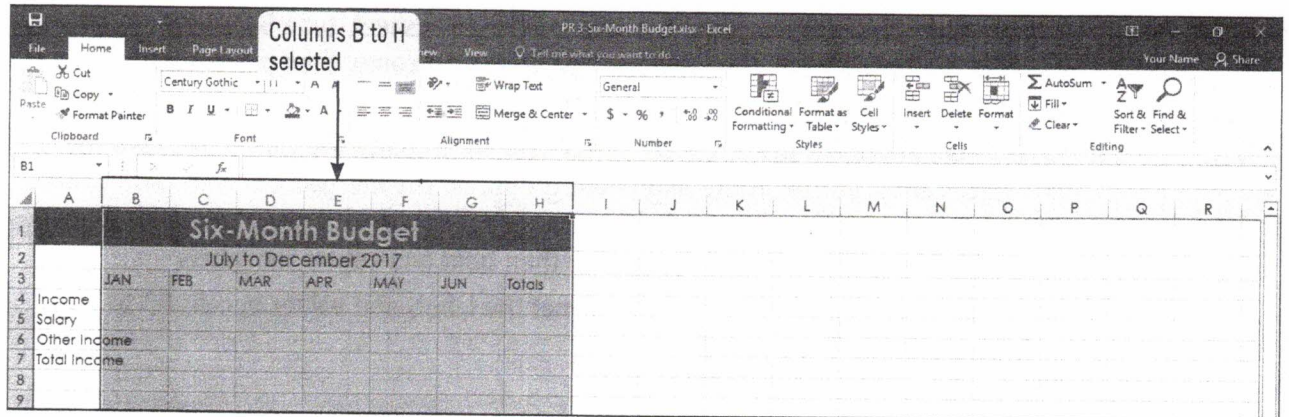 PR 3-Six-Month Budget.xlsx - Excel
Columns B to H
selected
File Home Insert Page Layout View Tell me what you want to do... Your Name Share
Cut
Copy
Format Painter
Paste
Clipboard
Century Gothic 11 A A
B I U A
Font
Wrap Text
Merge & Center
Alignment
General
$ % ,
Number
Conditional Formatting
Format as Table
Cell Styles
Styles
Insert Delete Format
Cells
AutoSum
Fill
Clear
Sort & Filter
Find & Select
Editing
B1 fx
A B C D E F G H I J K L M N O P Q R
1 Six-Month Budget
2 July to December 2017
3 JAN FEB MAR APR MAY JUN Totals
4 Income
5 Salary
6 Other Income
7 Total Income
8
9